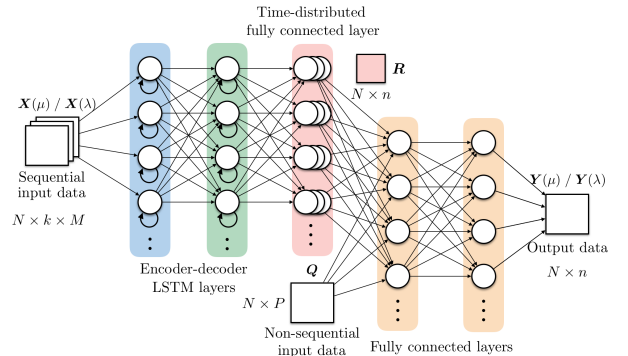 Time-distributed
fully connected layer
R
N × n
X(μ) / X(λ)
Sequential
input data
N × k × M
Y(μ) / Y(λ)
Output data
N × n
Encoder-decoder
LSTM layers
Q
N × P
Non-sequential
input data
Fully connected layers